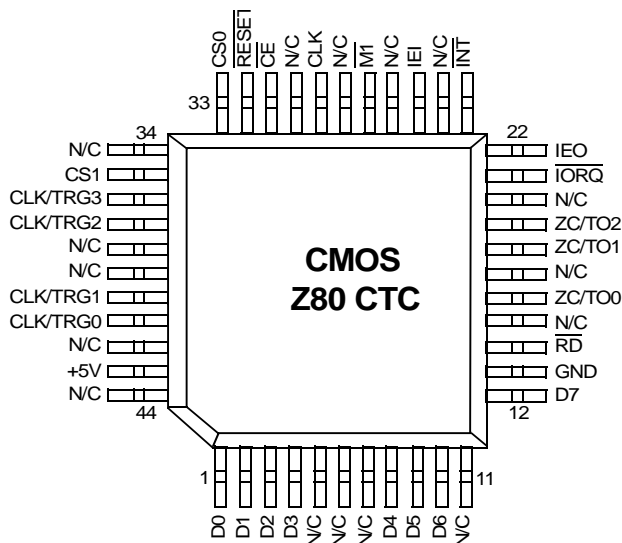 CS0
RESET
CE
N/C
CLK
N/C
M1
N/C
IEI
N/C
INT
33
34
22
N/C
CS1
CLK/TRG3
CLK/TRG2
N/C
N/C
CLK/TRG1
CLK/TRG0
N/C
+5V
N/C
44
CMOS
Z80 CTC
IEO
IORQ
N/C
ZC/TO2
ZC/TO1
N/C
ZC/TO0
N/C
RD
GND
D7
12
1
11
D0
D1
D2
D3
N/C
N/C
N/C
D4
D5
D6
N/C